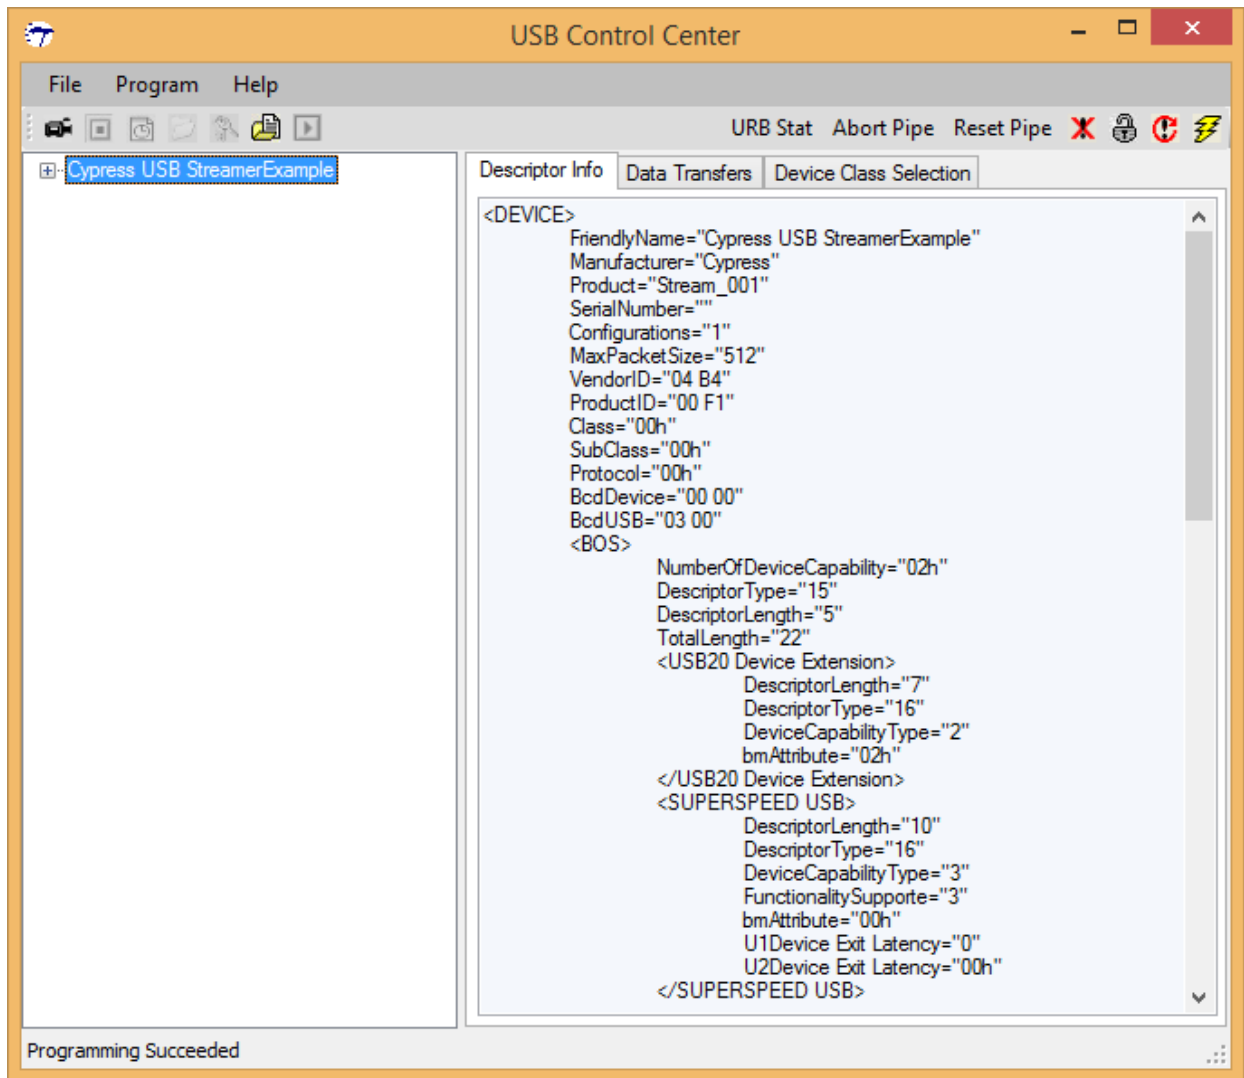 USB Control Center
File Program Help
URB Stat Abort Pipe Reset Pipe
Cypress USB StreamerExample
Descriptor Info Data Transfers Device Class Selection
<DEVICE>
FriendlyName="Cypress USB StreamerExample"
Manufacturer="Cypress"
Product="Stream_001"
SerialNumber=""
Configurations="1"
MaxPacketSize="512"
VendorID="04 B4"
ProductID="00 F1"
Class="00h"
SubClass="00h"
Protocol="00h"
BcdDevice="00 00"
BcdUSB="03 00"
<BOS>
NumberOfDeviceCapability="02h"
DescriptorType="15"
DescriptorLength="5"
TotalLength="22"
<USB20 Device Extension>
DescriptorLength="7"
DescriptorType="16"
DeviceCapabilityType="2"
bmAttribute="02h"
</USB20 Device Extension>
<SUPERSPEED USB>
DescriptorLength="10"
DescriptorType="16"
DeviceCapabilityType="3"
FunctionalitySupporte="3"
bmAttribute="00h"
U1Device Exit Latency="0"
U2Device Exit Latency="00h"
</SUPERSPEED USB>
Programming Succeeded